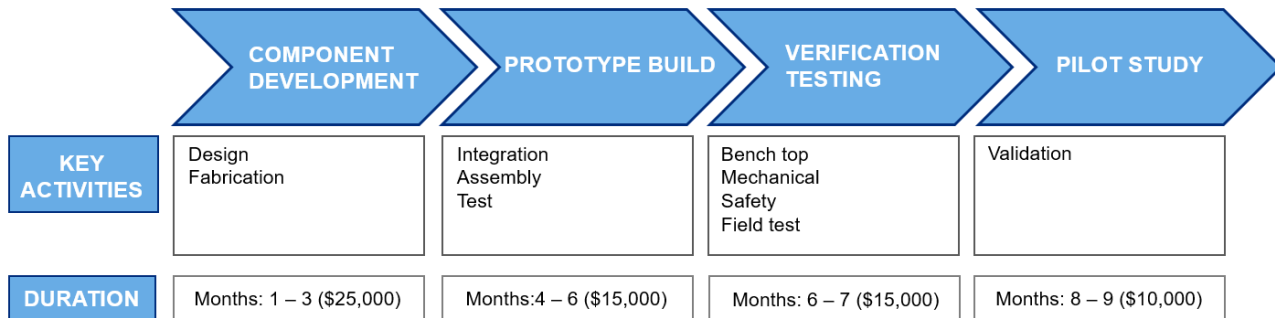 COMPONENT
DEVELOPMENT
PROTOTYPE BUILD
VERIFICATION
TESTING
PILOT STUDY
KEY
ACTIVITIES
Design
Fabrication
Integration
Assembly
Test
Bench top
Mechanical
Safety
Field test
Validation
DURATION
Months: 1 – 3 ($25,000)
Months:4 – 6 ($15,000)
Months: 6 – 7 ($15,000)
Months: 8 – 9 ($10,000)